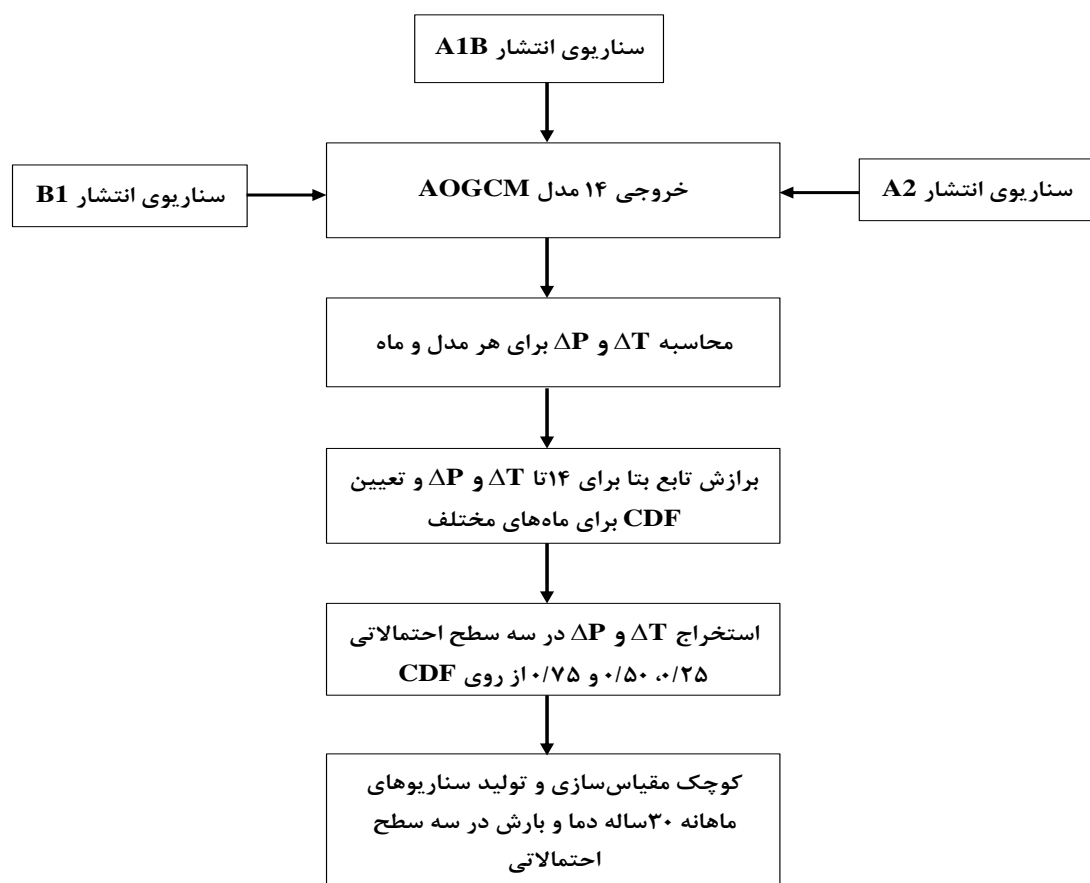 سناریوی انتشار A1B
سناریوی انتشار B1
خروجی ۱۴ مدل AOGCM
سناریوی انتشار A2
محاسبه ΔT و ΔP برای هر مدل و ماه
برازش تابع بتا برای ۱۴تا ΔT و ΔP و تعیین
CDF برای ماه‌های مختلف
استخراج ΔT و ΔP در سه سطح احتمالاتی
۰/۲۵، ۰/۵۰ و ۰/۷۵ از روی CDF
کوچک مقیاس‌سازی و تولید سناریوهای
ماهانه ۳۰ساله دما و بارش در سه سطح
احتمالاتی